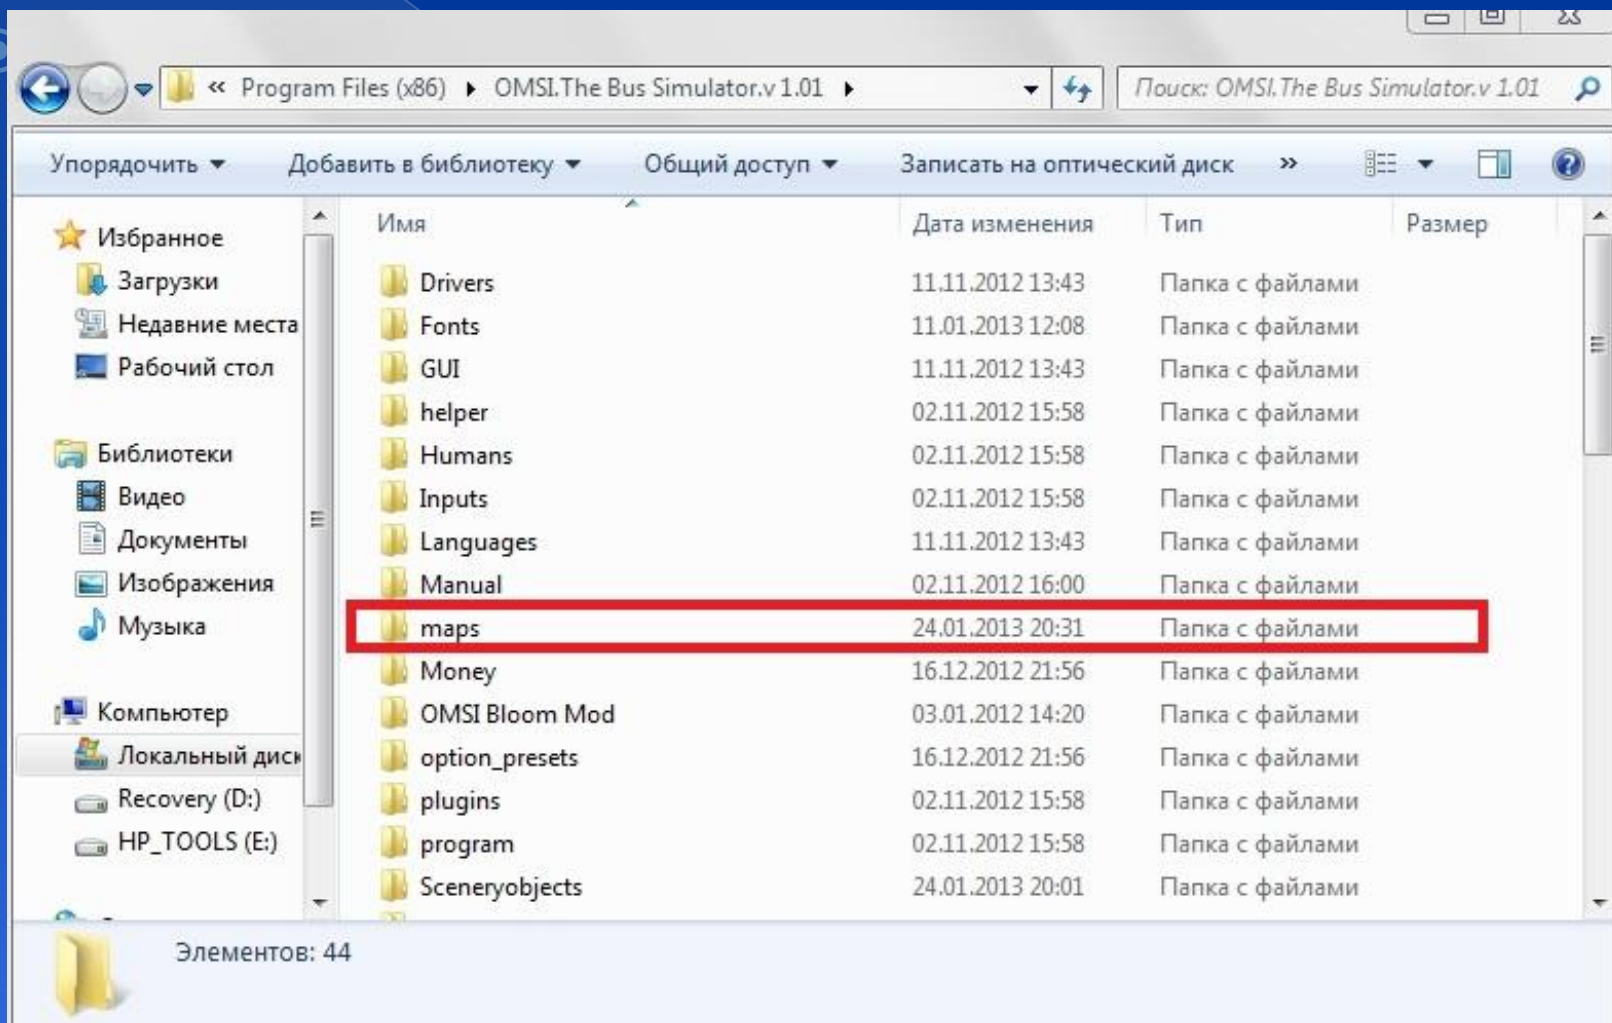 « Program Files (x86) OMSI.The Bus Simulator.v 1.01
Поиск: OMSI.The Bus Simulator.v 1.01
Упорядочить Добавить в библиотеку Общий доступ Записать на оптический диск »
Избранное
Загрузки
Недавние места
Рабочий стол
Библиотеки
Видео
Документы
Изображения
Музыка
Компьютер
Локальный диск
Recovery (D:)
HP_TOOLS (E:)
Имя Дата изменения Тип Размер
Drivers 11.11.2012 13:43 Папка с файлами
Fonts 11.01.2013 12:08 Папка с файлами
GUI 11.11.2012 13:43 Папка с файлами
helper 02.11.2012 15:58 Папка с файлами
Humans 02.11.2012 15:58 Папка с файлами
Inputs 02.11.2012 15:58 Папка с файлами
Languages 11.11.2012 13:43 Папка с файлами
Manual 02.11.2012 16:00 Папка с файлами
maps 24.01.2013 20:31 Папка с файлами
Money 16.12.2012 21:56 Папка с файлами
OMSI Bloom Mod 03.01.2012 14:20 Папка с файлами
option_presets 16.12.2012 21:56 Папка с файлами
plugins 02.11.2012 15:58 Папка с файлами
program 02.11.2012 15:58 Папка с файлами
Sceneryobjects 24.01.2013 20:01 Папка с файлами
Элементов: 44